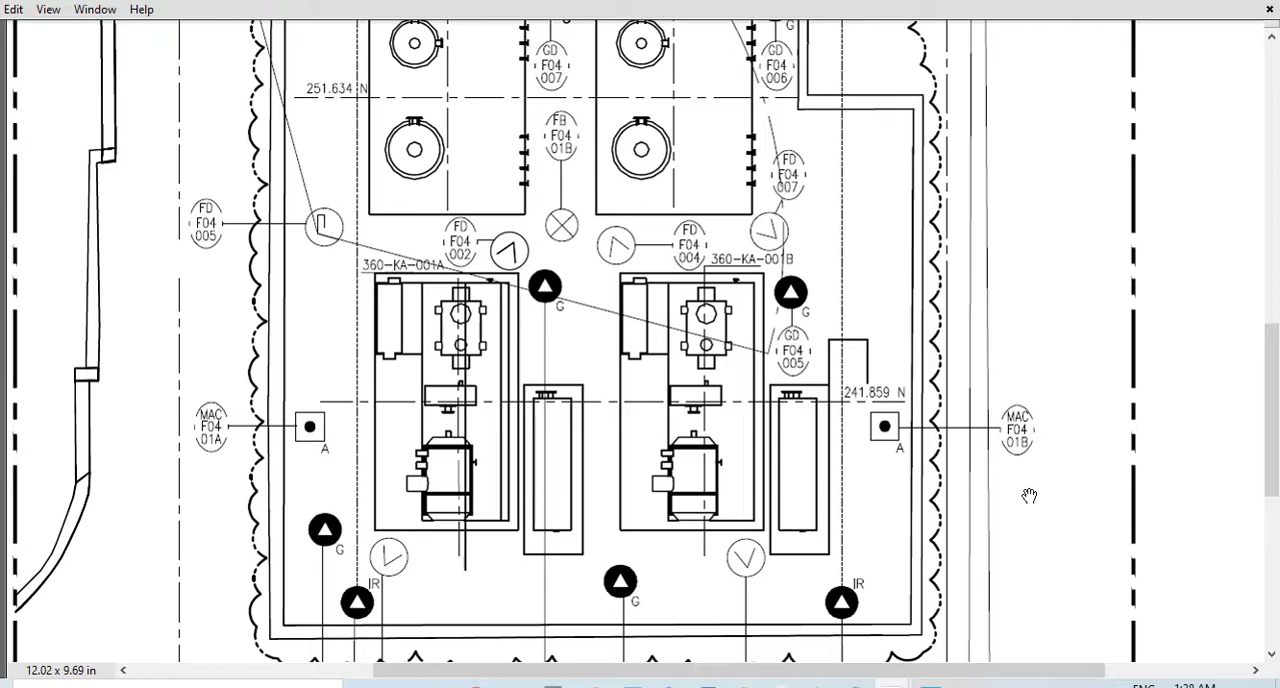 Edit View Window Help
G
GD
F04
007
GD
F04
006
251.634 N
FB
F04
01B
FD
F04
007
FD
F04
005
FD
F04
002
FD
F04
004
360-KA-001A
360-KA-001B
G
G
GD
F04
005
241.859 N
MAC
F04
01A
A
A
MAC
F04
01B
G
IR
G
IR
12.02 x 9.69 in